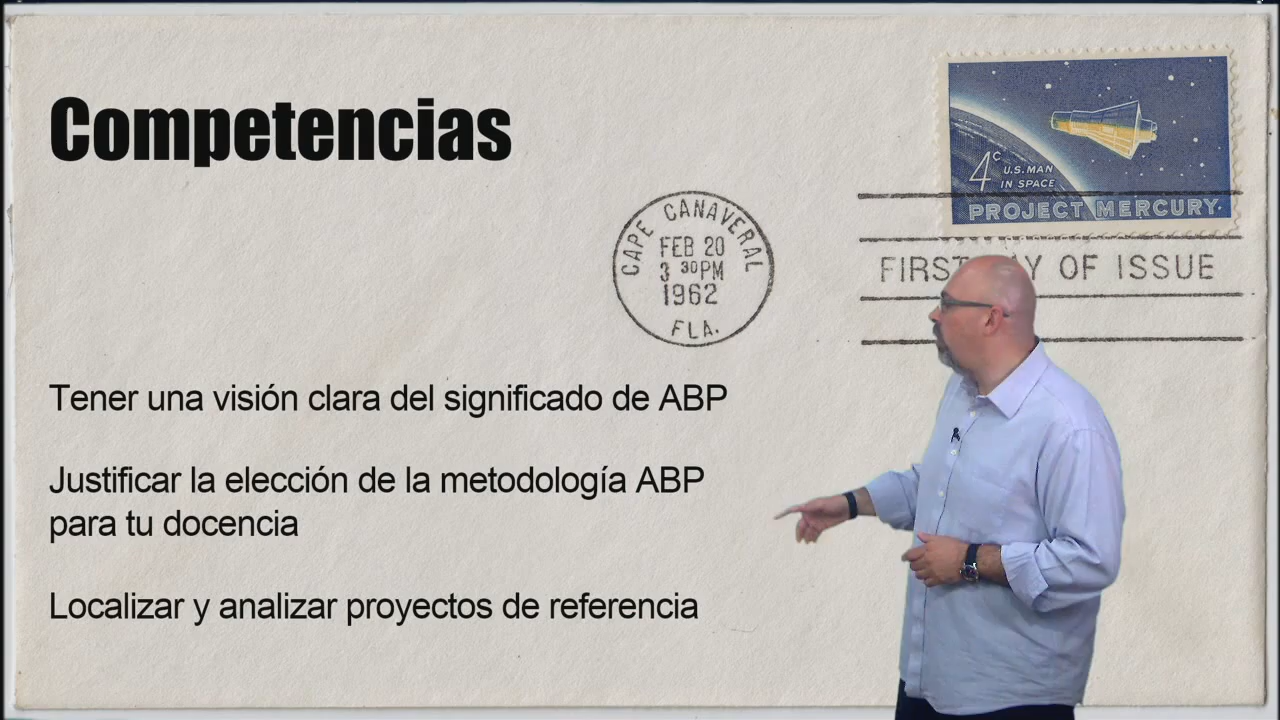 Competencias
4c U.S. MAN
IN SPACE
PROJECT MERCURY
CAPE CANAVERAL
FEB 20
3 30PM
1962
FLA.
FIRST OF ISSUE
Tener una visión clara del significado de ABP
Justificar la elección de la metodología ABP
para tu docencia
Localizar y analizar proyectos de referencia